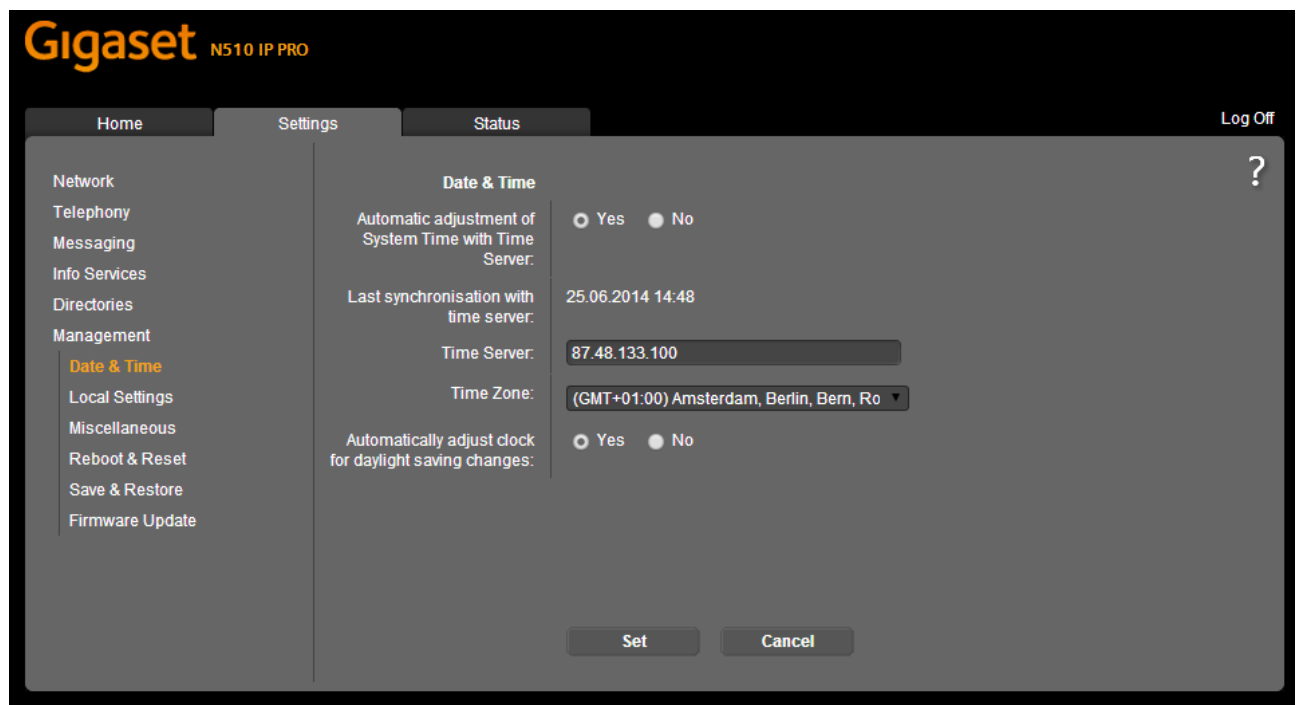 Gigaset N510 IP PRO
Home Settings Status Log Off
?
Network
Telephony
Messaging
Info Services
Directories
Management
Date & Time
Local Settings
Miscellaneous
Reboot & Reset
Save & Restore
Firmware Update
Date & Time
Automatic adjustment of
System Time with Time
Server:
Yes No
Last synchronisation with
time server:
25.06.2014 14:48
Time Server: 87.48.133.100
Time Zone: (GMT+01:00) Amsterdam, Berlin, Bern, Ro
Automatically adjust clock
for daylight saving changes:
Yes No
Set Cancel